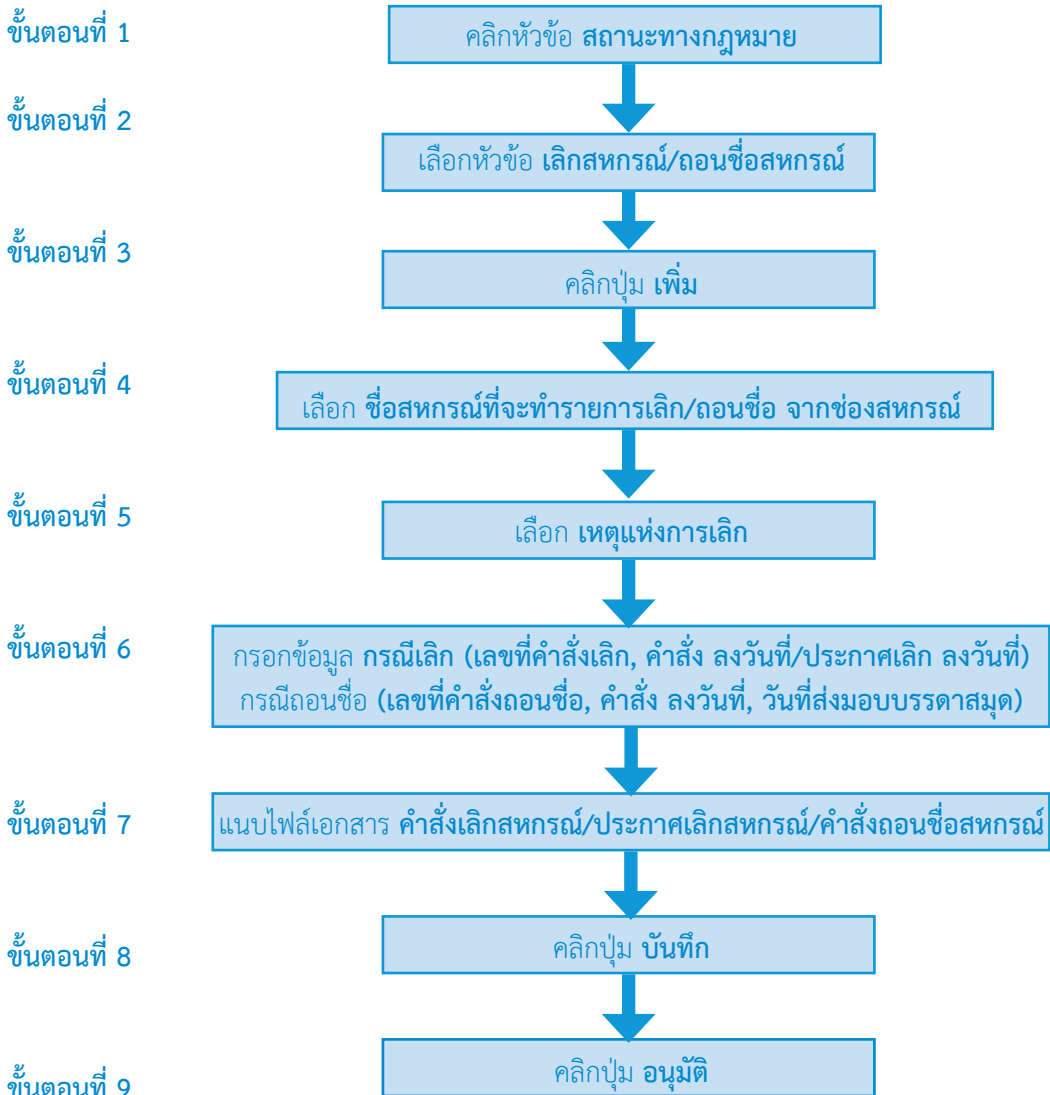 ขั้นตอนที่ 1
คลิกหัวข้อ สถานะทางกฎหมาย
ขั้นตอนที่ 2
เลือกหัวข้อ เลิกสหกรณ์/ถอนชื่อสหกรณ์
ขั้นตอนที่ 3
คลิกปุ่ม เพิ่ม
ขั้นตอนที่ 4
เลือก ชื่อสหกรณ์ที่จะทำรายการเลิก/ถอนชื่อ จากช่องสหกรณ์
ขั้นตอนที่ 5
เลือก เหตุแห่งการเลิก
ขั้นตอนที่ 6
กรอกข้อมูล กรณีเลิก (เลขที่คำสั่งเลิก, คำสั่ง ลงวันที่/ประกาศเลิก ลงวันที่)
กรณีถอนชื่อ (เลขที่คำสั่งถอนชื่อ, คำสั่ง ลงวันที่, วันที่ส่งมอบบรรดาสมุด)
ขั้นตอนที่ 7
แนบไฟล์เอกสาร คำสั่งเลิกสหกรณ์/ประกาศเลิกสหกรณ์/คำสั่งถอนชื่อสหกรณ์
ขั้นตอนที่ 8
คลิกปุ่ม บันทึก
ขั้นตอนที่ 9
คลิกปุ่ม อนุมัติ